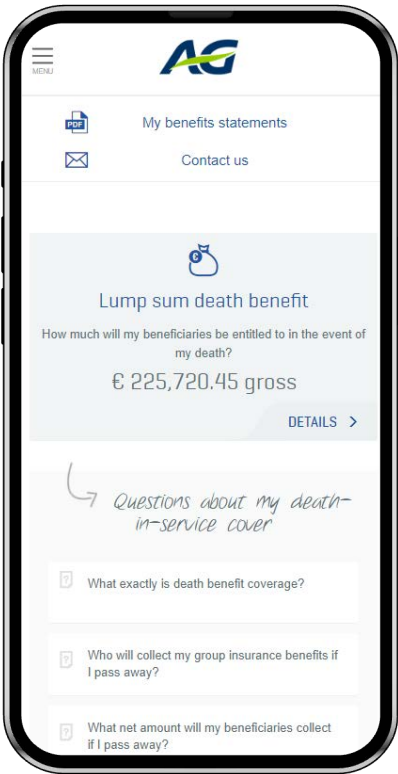 MENU
AG
PDF
My benefits statements
Contact us
€
Lump sum death benefit
How much will my beneficiaries be entitled to in the event of
my death?
€ 225,720.45 gross
DETAILS
Questions about my death-
in-service cover
?
What exactly is death benefit coverage?
?
Who will collect my group insurance benefits if
I pass away?
?
What net amount will my beneficiaries collect
if I pass away?